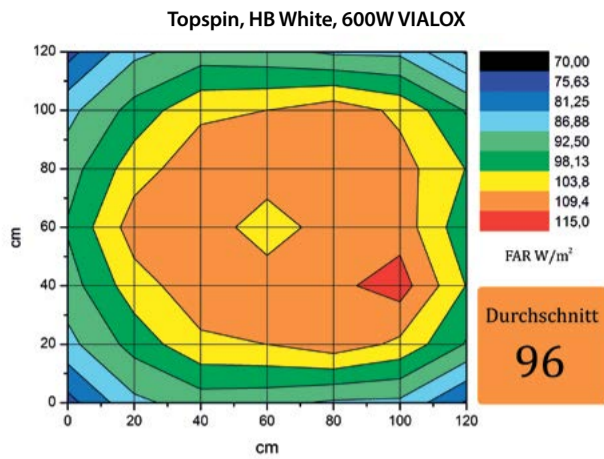 Topspin, HB White, 600W VIALOX
120
100
80
60
40
20
0
cm
0 20 40 60 80 100 120
cm
70,00
75,63
81,25
86,88
92,50
98,13
103,8
109,4
115,0
FAR W/m²
Durchschnitt
96